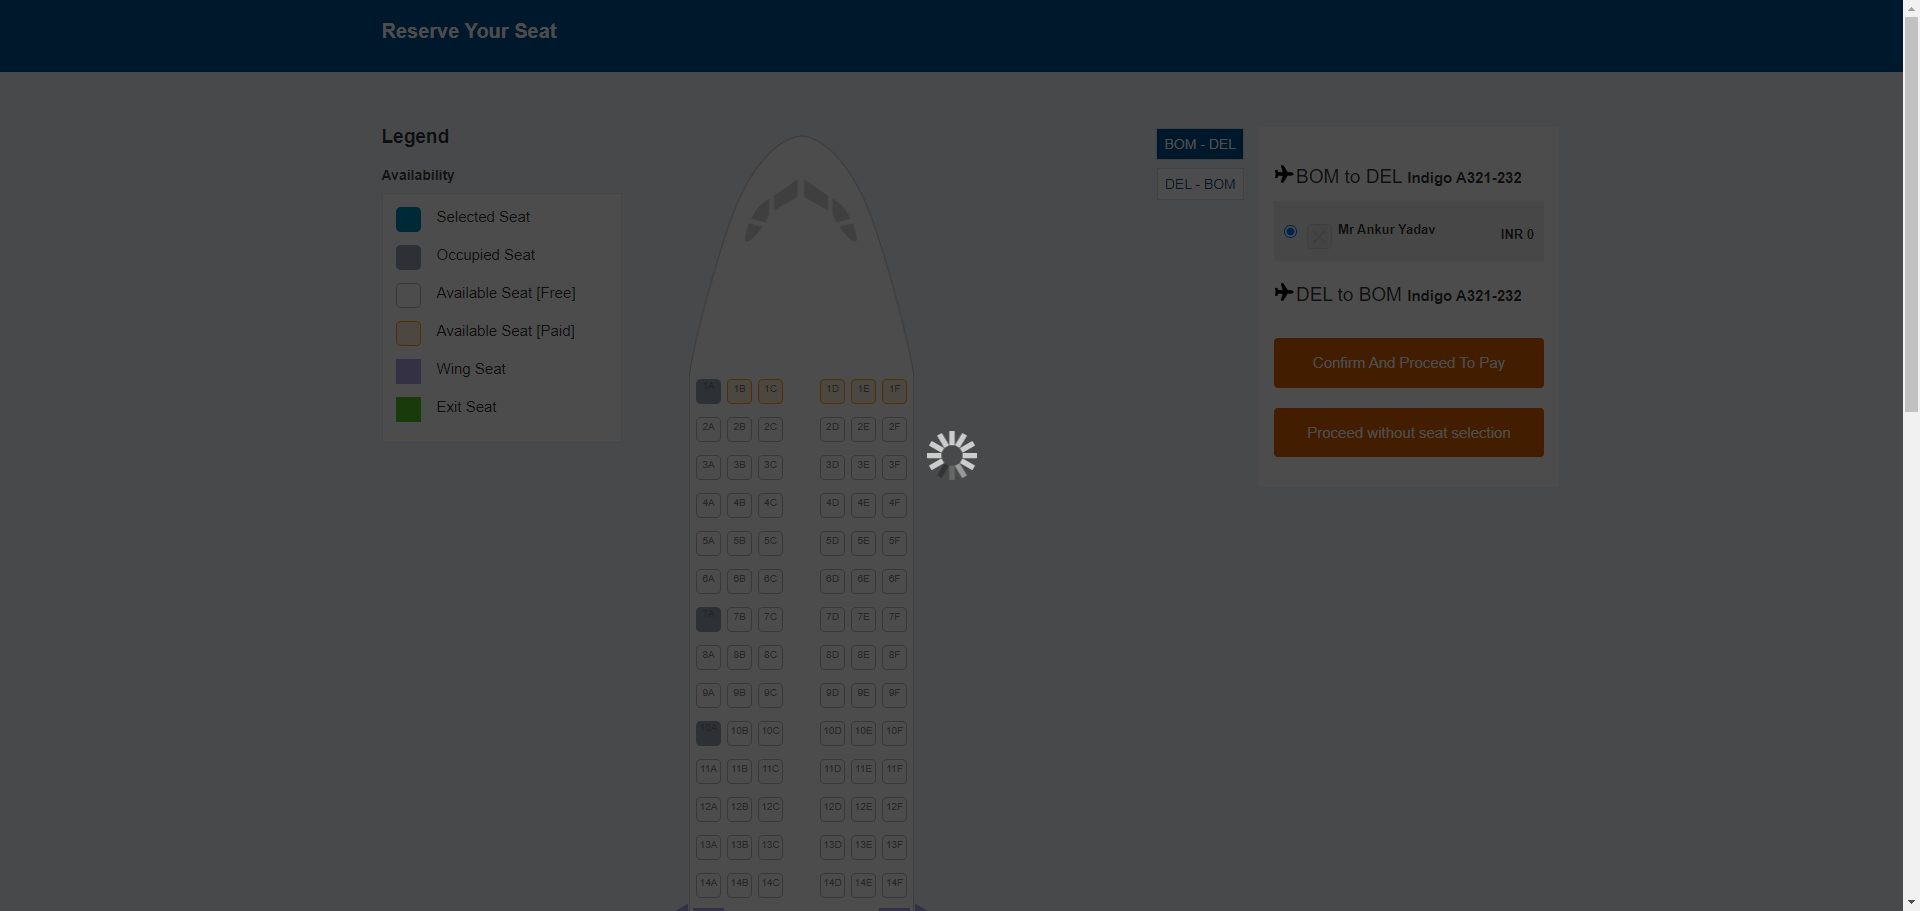 Reserve Your Seat
Legend
Availability
Selected Seat
Occupied Seat
Available Seat [Free]
Available Seat [Paid]
Wing Seat
Exit Seat
1A 1B 1C 1D 1E 1F
2A 2B 2C 2D 2E 2F
3A 3B 3C 3D 3E 3F
4A 4B 4C 4D 4E 4F
5A 5B 5C 5D 5E 5F
6A 6B 6C 6D 6E 6F
7A 7B 7C 7D 7E 7F
8A 8B 8C 8D 8E 8F
9A 9B 9C 9D 9E 9F
10A 10B 10C 10D 10E 10F
11A 11B 11C 11D 11E 11F
12A 12B 12C 12D 12E 12F
13A 13B 13C 13D 13E 13F
14A 14B 14C 14D 14E 14F
BOM - DEL
DEL - BOM
BOM to DEL Indigo A321-232
Mr Ankur Yadav INR 0
DEL to BOM Indigo A321-232
Confirm And Proceed To Pay
Proceed without seat selection